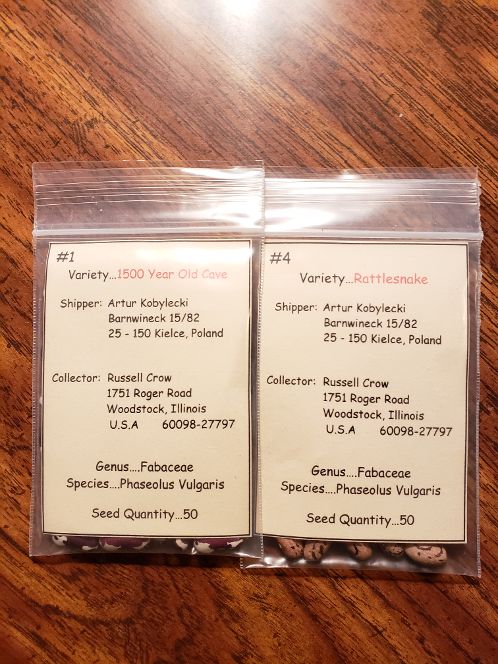 #1
Variety...1500 Year Old Cave
Shipper: Artur Kobylecki
Barnwineck 15/82
25 - 150 Kielce, Poland
Collector: Russell Crow
1751 Roger Road
Woodstock, Illinois
U.S.A 60098-27797
Genus....Fabaceae
Species....Phaseolus Vulgaris
Seed Quantity...50
#4
Variety...Rattlesnake
Shipper: Artur Kobylecki
Barnwineck 15/82
25 - 150 Kielce, Poland
Collector: Russell Crow
1751 Roger Road
Woodstock, Illinois
U.S.A 60098-27797
Genus....Fabaceae
Species....Phaseolus Vulgaris
Seed Quantity...50